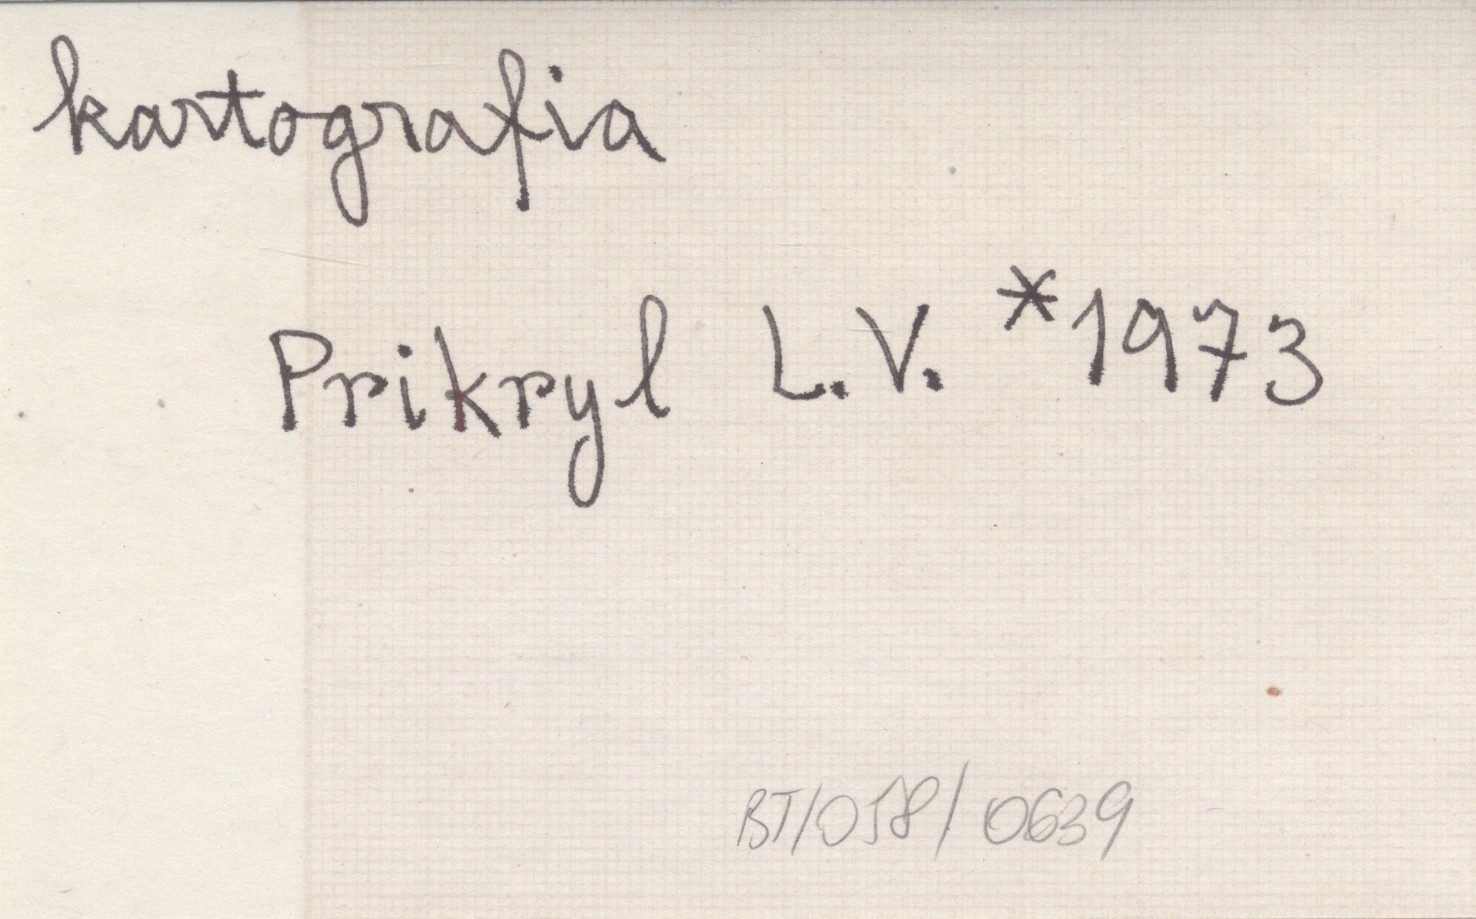 kartografia
Prikryl L.V. *1973
BT/058/0639